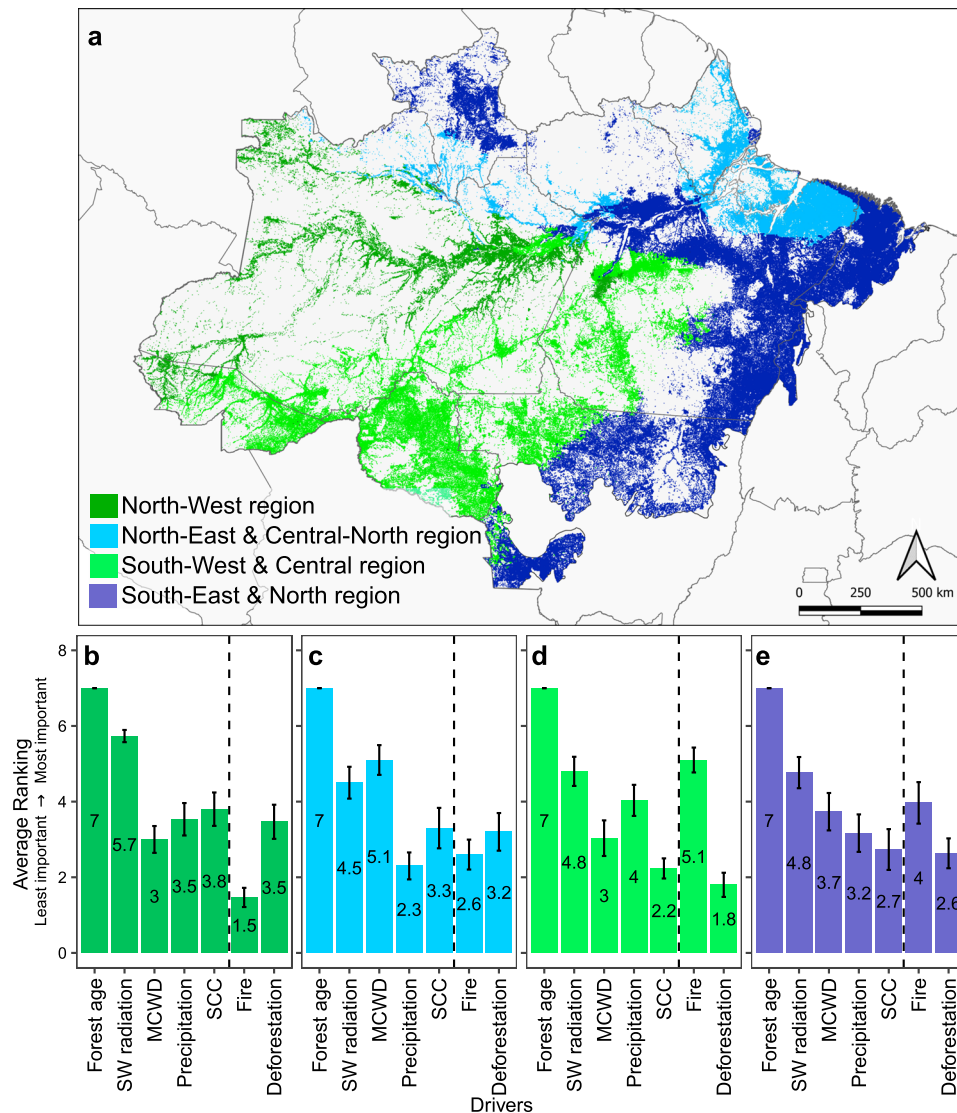 a
North-West region
North-East & Central-North region
South-West & Central region
South-East & North region
0 250 500 km
Average Ranking
Least important → Most important
8
6
4
2
0
b
7
5.7
3
3.5
3.8
1.5
3.5
c
7
4.5
5.1
2.3
3.3
2.6
3.2
d
7
4.8
3
4
2.2
5.1
1.8
e
7
4.8
3.7
3.2
2.7
4
2.6
Forest age
SW radiation
MCWD
Precipitation
SCC
Fire
Deforestation
Forest age
SW radiation
MCWD
Precipitation
SCC
Fire
Deforestation
Forest age
SW radiation
MCWD
Precipitation
SCC
Fire
Deforestation
Forest age
SW radiation
MCWD
Precipitation
SCC
Fire
Deforestation
Drivers